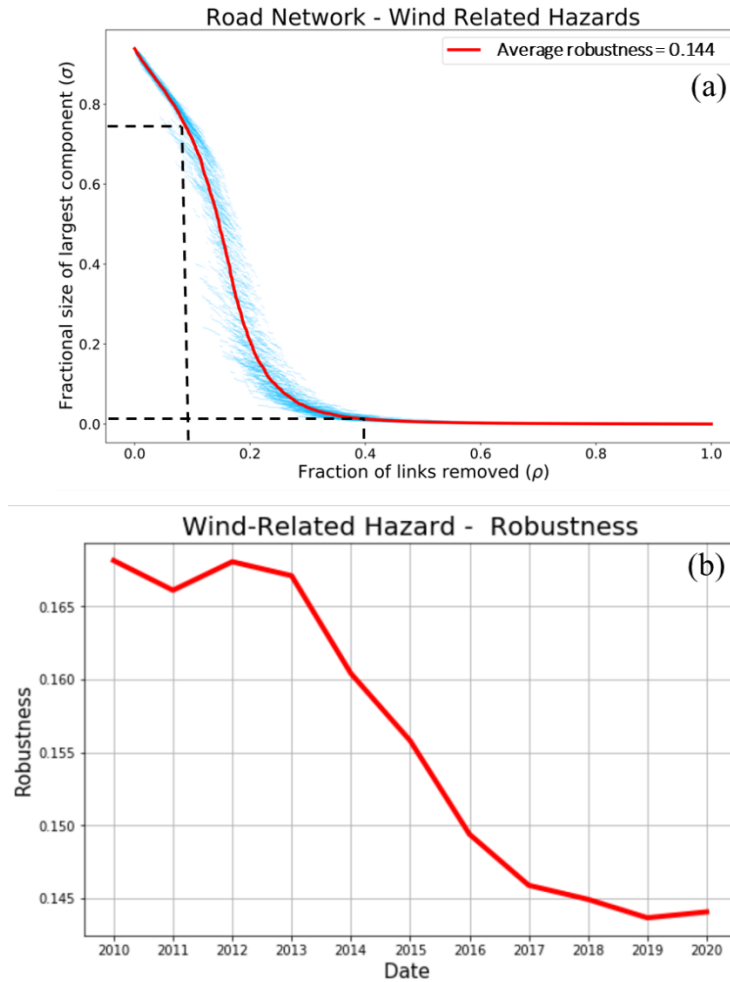 Road Network - Wind Related Hazards
Average robustness = 0.144
(a)
Fractional size of largest component (σ)
0.8
0.6
0.4
0.2
0.0
0.0 0.2 0.4 0.6 0.8 1.0
Fraction of links removed (ρ)
Wind-Related Hazard - Robustness
(b)
Robustness
0.165
0.160
0.155
0.150
0.145
2010 2011 2012 2013 2014 2015 2016 2017 2018 2019 2020
Date